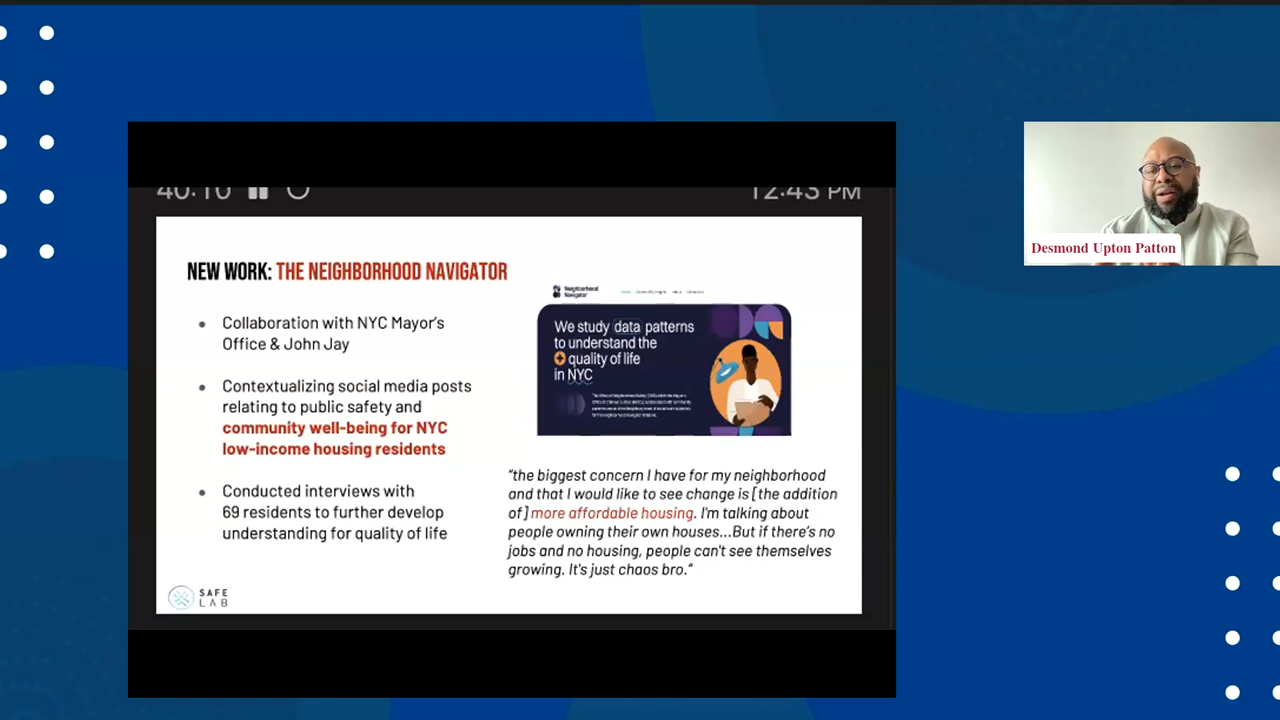 40:10
12:43 PM
NEW WORK: THE NEIGHBORHOOD NAVIGATOR
Collaboration with NYC Mayor's
Office & John Jay
Contextualizing social media posts
relating to public safety and
community well-being for NYC
low-income housing residents
Conducted interviews with
69 residents to further develop
understanding for quality of life
SAFE
LAB
Neighborhood
Navigator
We study data patterns
to understand the
quality of life
in NYC
"the biggest concern I have for my neighborhood
and that I would like to see change is [the addition
of] more affordable housing. I'm talking about
people owning their own houses...But if there's no
jobs and no housing, people can't see themselves
growing. It's just chaos bro."
Desmond Upton Patton